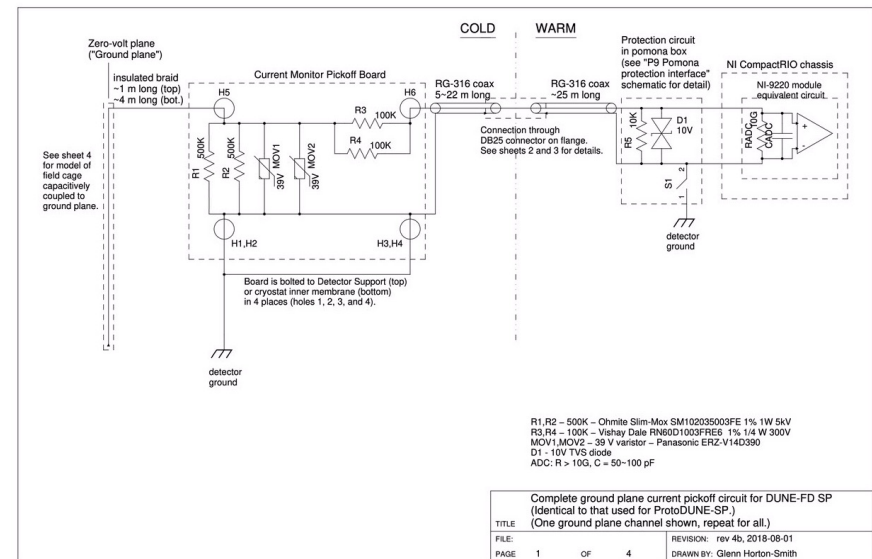 COLD
WARM
Zero-volt plane
("Ground plane")
insulated braid
~1 m long (top)
~4 m long (bot.)
Current Monitor Pickoff Board
H5
H6
R3
100K
R4
100K
R1
500K
R2
500K
MOV1
39V
MOV2
39V
See sheet 4
for model of
field cage
capacitively
coupled to
ground plane.
H1,H2
H3,H4
Board is bolted to Detector Support (top)
or cryostat inner membrane (bottom)
in 4 places (holes 1, 2, 3, and 4).
detector
ground
RG-316 coax
5~22 m long
RG-316 coax
~25 m long
Connection through
DB25 connector on flange.
See sheets 2 and 3 for details.
Protection circuit
in pomona box
(see "P9 Pomona
protection interface"
schematic for detail)
R5
10K
D1
10V
S1
2
1
detector
ground
NI CompactRIO chassis
NI-9220 module
equivalent circuit
RADC
10G
CADC
+
-
R1,R2 – 500K – Ohmite Slim-Mox SM102035003FE 1% 1W 5kV
R3,R4 – 100K – Vishay Dale RN60D1003FRE6 1% 1/4 W 300V
MOV1,MOV2 – 39 V varistor – Panasonic ERZ-V14D390
D1 - 10V TVS diode
ADC: R > 10G, C = 50~100 pF
Complete ground plane current pickoff circuit for DUNE-FD SP
(Identical to that used for ProtoDUNE-SP.)
TITLE (One ground plane channel shown, repeat for all.)
FILE:
REVISION: rev 4b, 2018-08-01
PAGE 1 OF 4
DRAWN BY: Glenn Horton-Smith